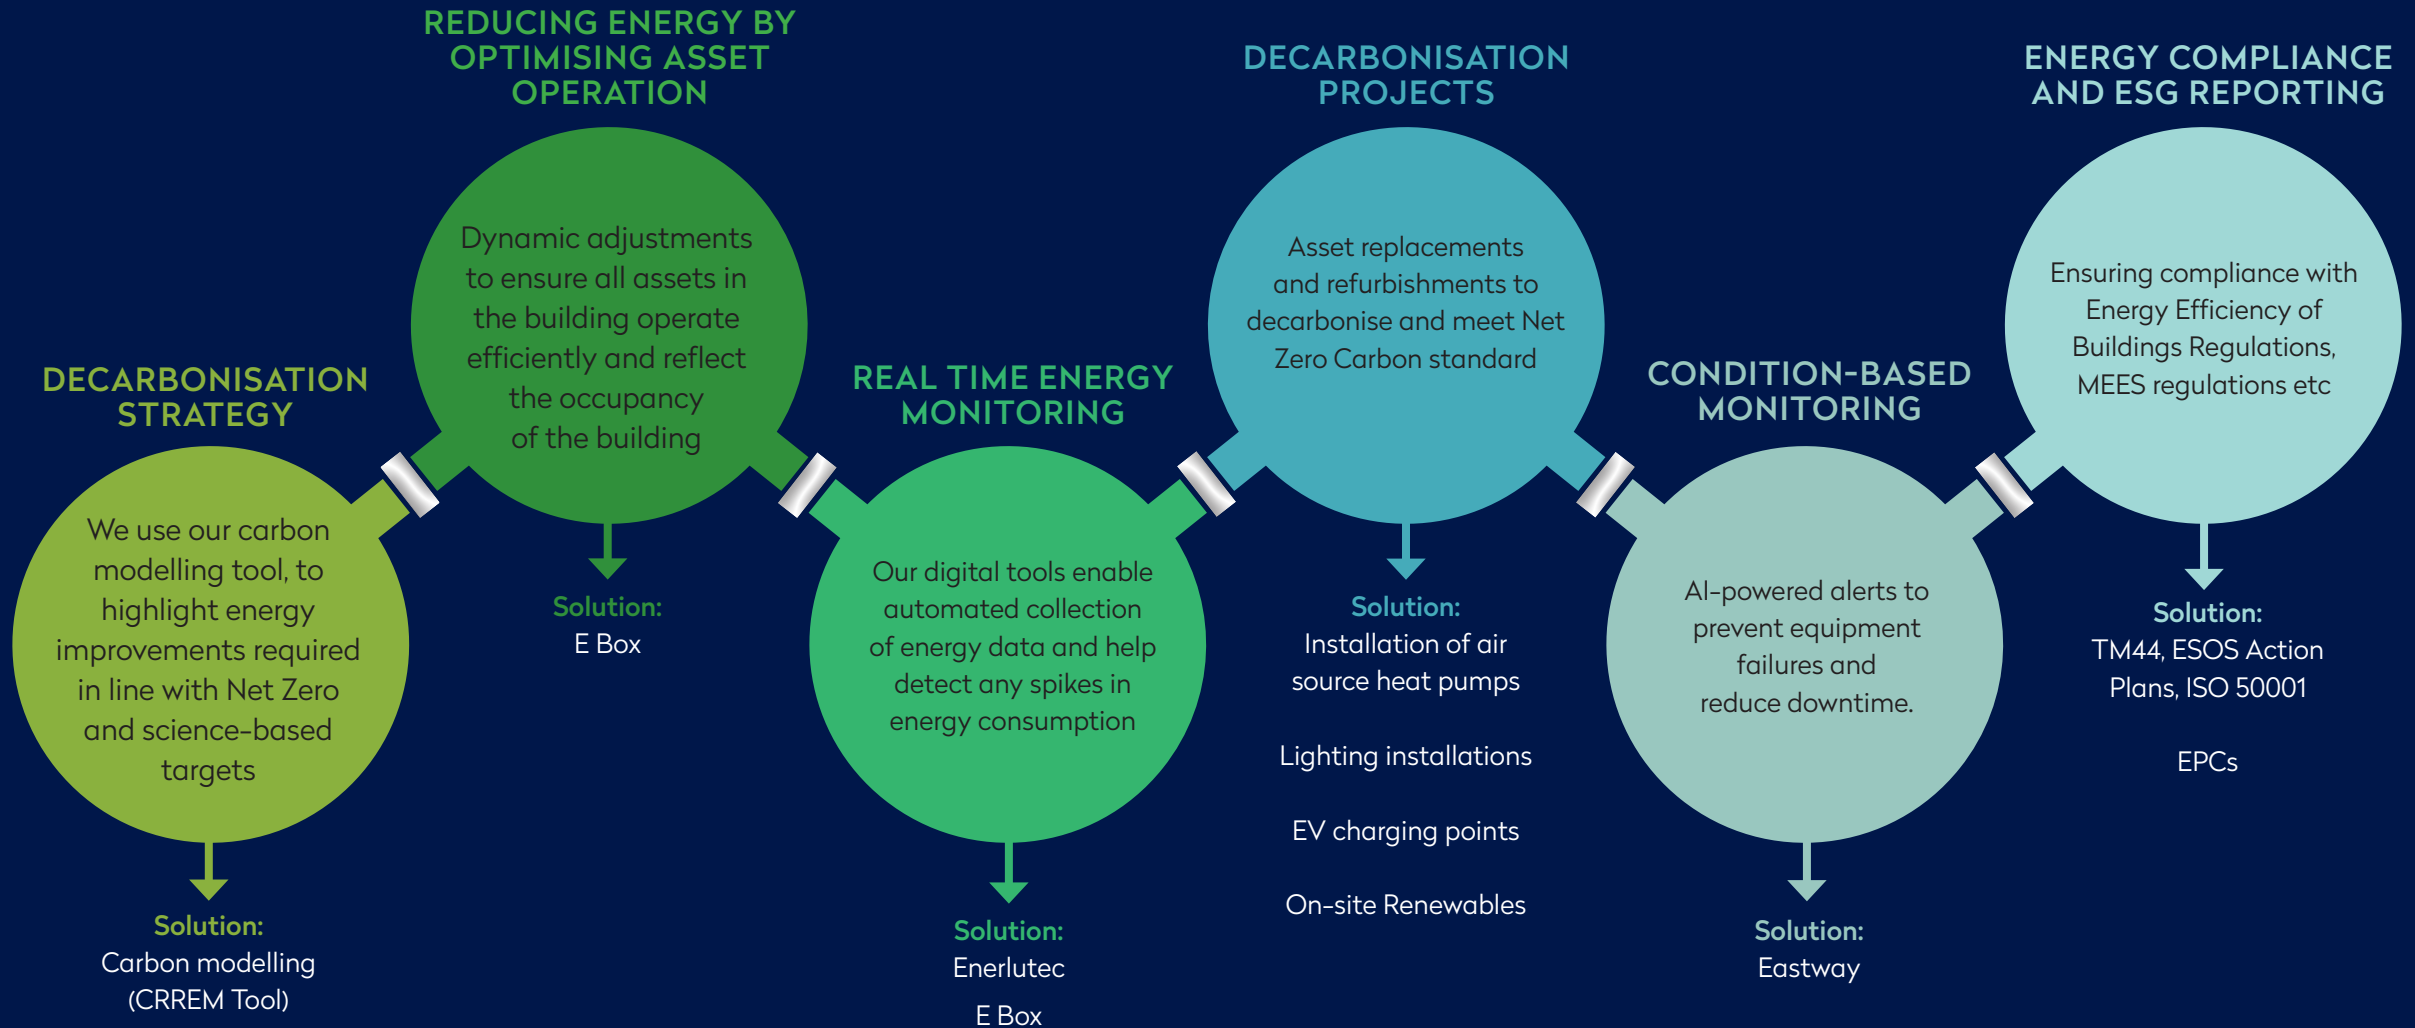 DECARBONISATION
STRATEGY
We use our carbon
modelling tool, to
highlight energy
improvements required
in line with Net Zero
and science-based
targets
Solution:
Carbon modelling
(CRREM Tool)
REDUCING ENERGY BY
OPTIMISING ASSET
OPERATION
Dynamic adjustments
to ensure all assets in
the building operate
efficiently and reflect
the occupancy
of the building
Solution:
E Box
REAL TIME ENERGY
MONITORING
Our digital tools enable
automated collection
of energy data and help
detect any spikes in
energy consumption
Solution:
Enerlutec
E Box
DECARBONISATION
PROJECTS
Asset replacements
and refurbishments to
decarbonise and meet Net
Zero Carbon standard
Solution:
Installation of air
source heat pumps
Lighting installations
EV charging points
On-site Renewables
CONDITION-BASED
MONITORING
AI-powered alerts to
prevent equipment
failures and
reduce downtime.
Solution:
Eastway
ENERGY COMPLIANCE
AND ESG REPORTING
Ensuring compliance with
Energy Efficiency of
Buildings Regulations,
MEES regulations etc
Solution:
TM44, ESOS Action
Plans, ISO 50001
EPCs